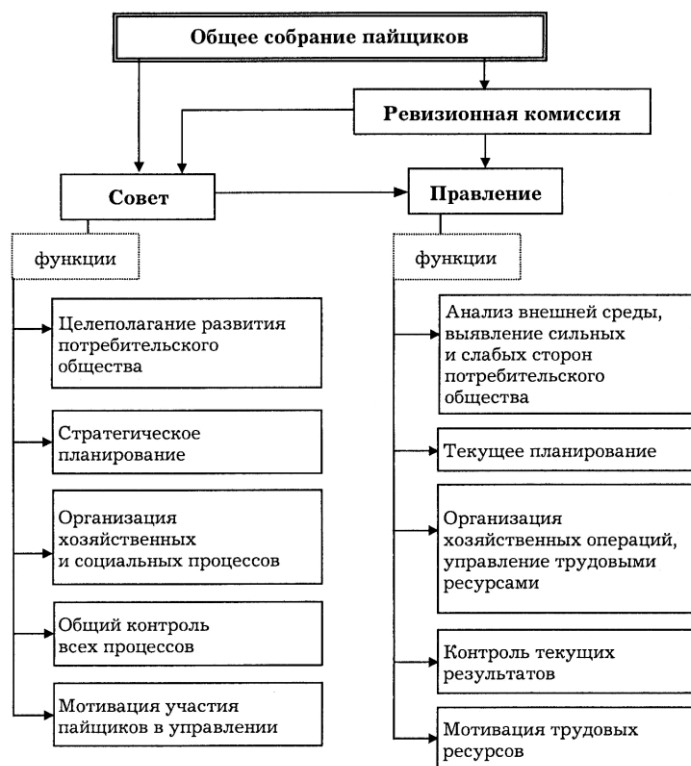 Общее собрание пайщиков
Ревизионная комиссия
Совет
Правление
функции
Целеполагание развития
потребительского
общества
Стратегическое
планирование
Организация
хозяйственных
и социальных процессов
Общий контроль
всех процессов
Мотивация участия
пайщиков в управлении
функции
Анализ внешней среды,
выявление сильных
и слабых сторон
потребительского
общества
Текущее планирование
Организация
хозяйственных операций,
управление трудовыми
ресурсами
Контроль текущих
результатов
Мотивация трудовых
ресурсов